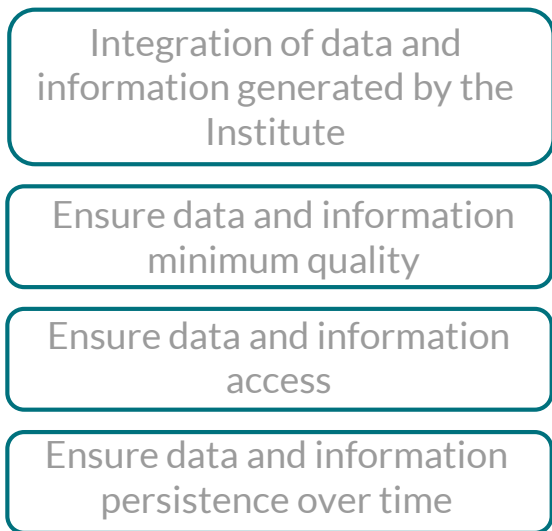 Integration of data and
information generated by the
Institute
Ensure data and information
minimum quality
Ensure data and information
access
Ensure data and information
persistence over time